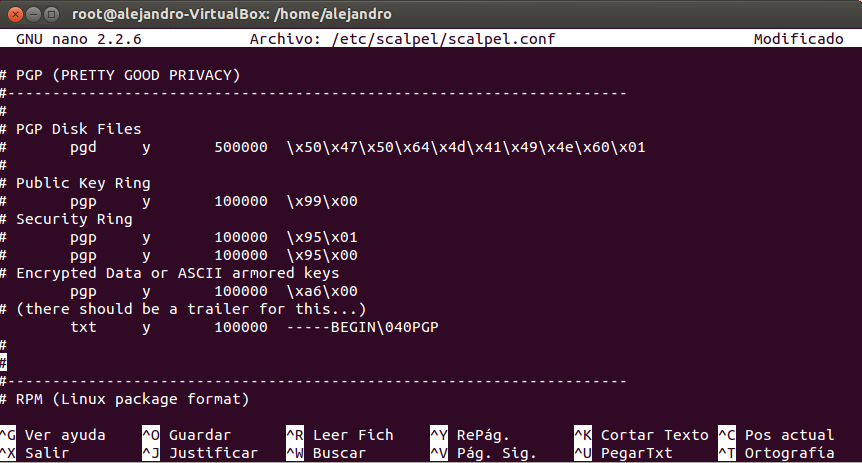 root@alejandro-VirtualBox: /home/alejandro
GNU nano 2.2.6 Archivo: /etc/scalpel/scalpel.conf Modificado
# PGP (PRETTY GOOD PRIVACY)
#---------------------------------------------------------------------
#
# PGP Disk Files
#       pgd     y       500000  \x50\x47\x50\x64\x4d\x41\x49\x4e\x60\x01
#
# Public Key Ring
#       pgp     y       100000  \x99\x00
# Security Ring
#       pgp     y       100000  \x95\x01
#       pgp     y       100000  \x95\x00
# Encrypted Data or ASCII armored keys
#       pgp     y       100000  \xa6\x00
# (there should be a trailer for this...)
        txt     y       100000  -----BEGIN\040PGP
#
#
#---------------------------------------------------------------------
# RPM (Linux package format)
^G Ver ayuda ^O Guardar ^R Leer Fich ^Y RePág. ^K Cortar Texto ^C Pos actual
^X Salir ^J Justificar ^W Buscar ^V Pág. Sig. ^U PegarTxt ^T Ortografía